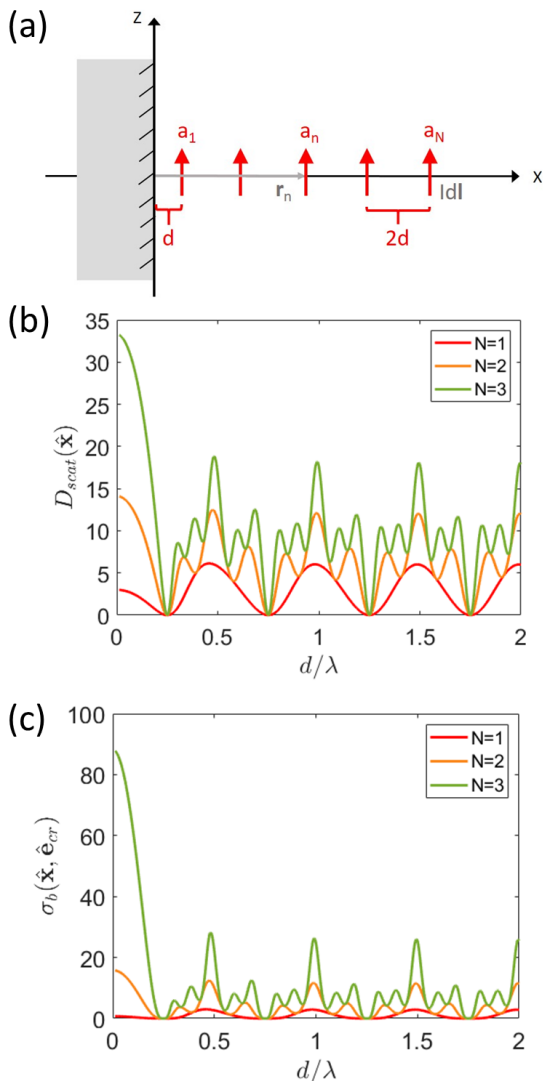 (a)
z
a1
an
aN
rn
Idl
x
d
2d
(b)
35
30
25
20
15
10
5
0
N=1
N=2
N=3
Dscat(x̂)
0 0.5 1 1.5 2
d/λ
(c)
100
80
60
40
20
0
N=1
N=2
N=3
σb(x̂, êcr)
0 0.5 1 1.5 2
d/λ